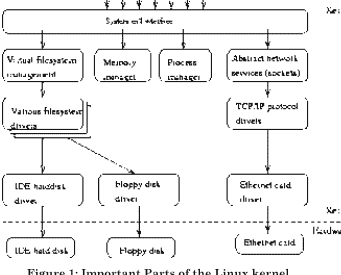 System call interface
Virtual filesystem
management
Memory
manager
Process
manager
Abstract network
services (sockets)
Various filesystem
drivers
TCP/IP protocol
drivers
IDE harddisk
driver
Floppy disk
driver
Ethernet card
driver
IDE hard disk
Floppy disk
Ethernet card
Figure 1: Important Parts of the Linux kernel